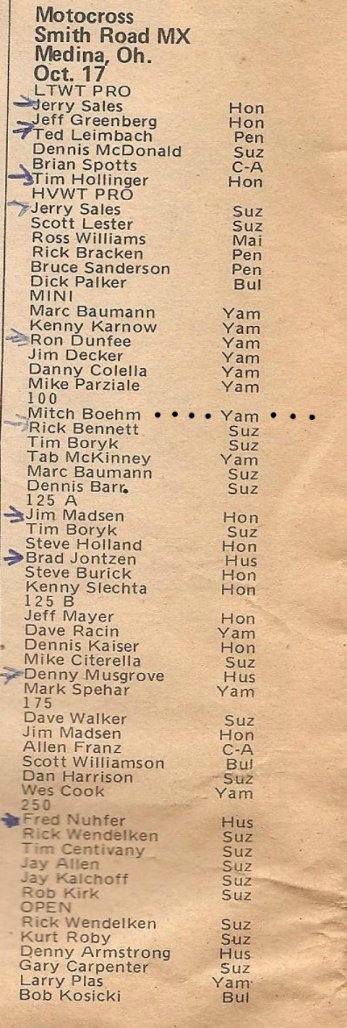 Motocross
Smith Road MX
Medina, Oh.
Oct. 17
LTWT PRO
Jerry Sales Hon
Jeff Greenberg Hon
Ted Leimbach Pen
Dennis McDonald Suz
Brian Spotts C-A
Tim Hollinger Hon
HVWT PRO
Jerry Sales Suz
Scott Lester Suz
Ross Williams Mai
Rick Bracken Pen
Bruce Sanderson Pen
Dick Palker Bul
MINI
Marc Baumann Yam
Kenny Karnow Yam
Ron Dunfee Yam
Jim Decker Yam
Danny Colella Yam
Mike Parziale Yam
100
Mitch Boehm • • • • Yam • • •
Rick Bennett Suz
Tim Boryk Suz
Tab McKinney Yam
Marc Baumann Suz
Dennis Barr Suz
125 A
Jim Madsen Hon
Tim Boryk Suz
Steve Holland Hon
Brad Jontzen Hus
Steve Burick Hon
Kenny Slechta Hon
125 B
Jeff Mayer Hon
Dave Racin Yam
Dennis Kaiser Hon
Mike Citerella Suz
Denny Musgrove Hus
Mark Spehar Yam
175
Dave Walker Suz
Jim Madsen Hon
Allen Franz C-A
Scott Williamson Bul
Dan Harrison Suz
Wes Cook Yam
250
Fred Nuhfer Hus
Rick Wendelken Suz
Tim Centivany Suz
Jay Allen Suz
Jay Kalchoff Suz
Rob Kirk Suz
OPEN
Rick Wendelken Suz
Kurt Roby Suz
Denny Armstrong Hus
Gary Carpenter Suz
Larry Plas Yam
Bob Kosicki Bul